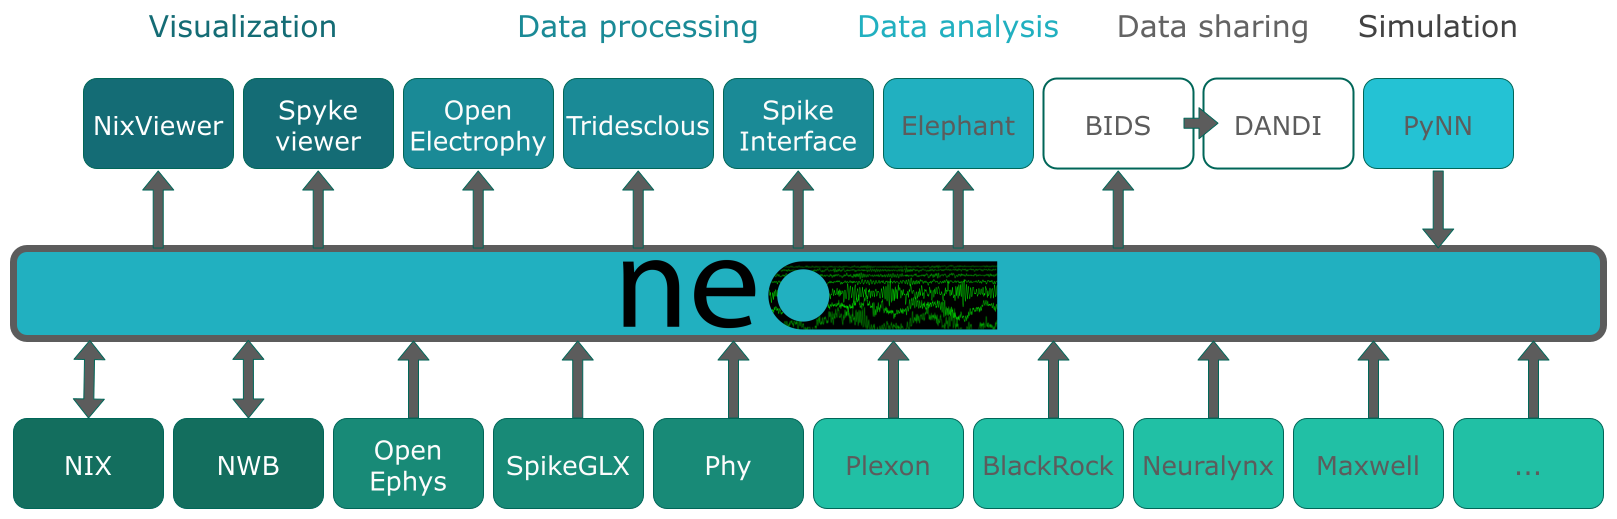 Visualization
Data processing
Data analysis
Data sharing
Simulation
NixViewer
Spyke
viewer
Open
Electrophy
Tridesclous
Spike
Interface
Elephant
BIDS
DANDI
PyNN
neo
NIX
NWB
Open
Ephys
SpikeGLX
Phy
Plexon
BlackRock
Neuralynx
Maxwell
...